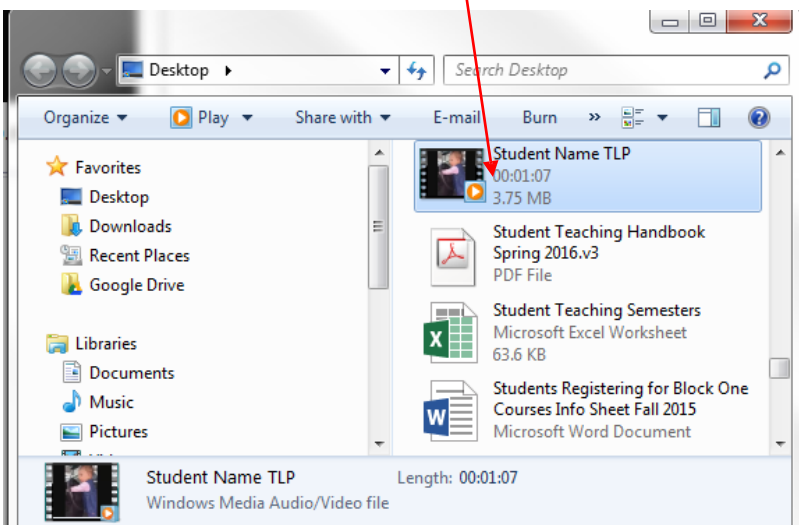 Desktop
Search Desktop
Organize Play Share with E-mail Burn »
Favorites
Desktop
Downloads
Recent Places
Google Drive
Libraries
Documents
Music
Pictures
Student Name TLP
00:01:07
3.75 MB
Student Teaching Handbook
Spring 2016.v3
PDF File
Student Teaching Semesters
Microsoft Excel Worksheet
63.6 KB
Students Registering for Block One
Courses Info Sheet Fall 2015
Microsoft Word Document
Student Name TLP Length: 00:01:07
Windows Media Audio/Video file